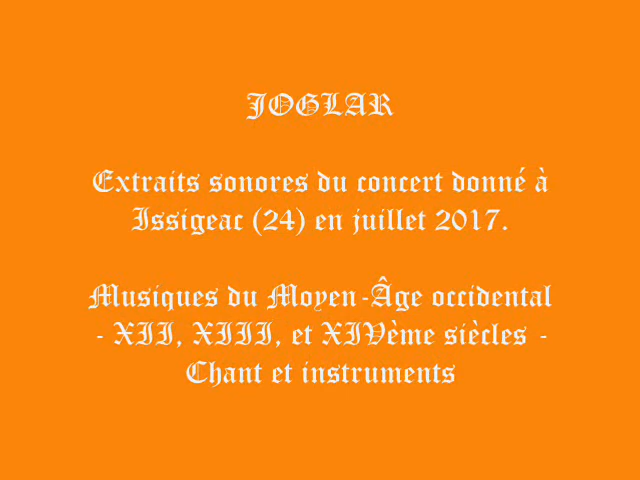 JOGLAR
Extraits sonores du concert donné à
Issigeac (24) en juillet 2017.
Musiques du Moyen-Âge occidental
- XII, XIII, et XIVème siècles -
Chant et instruments